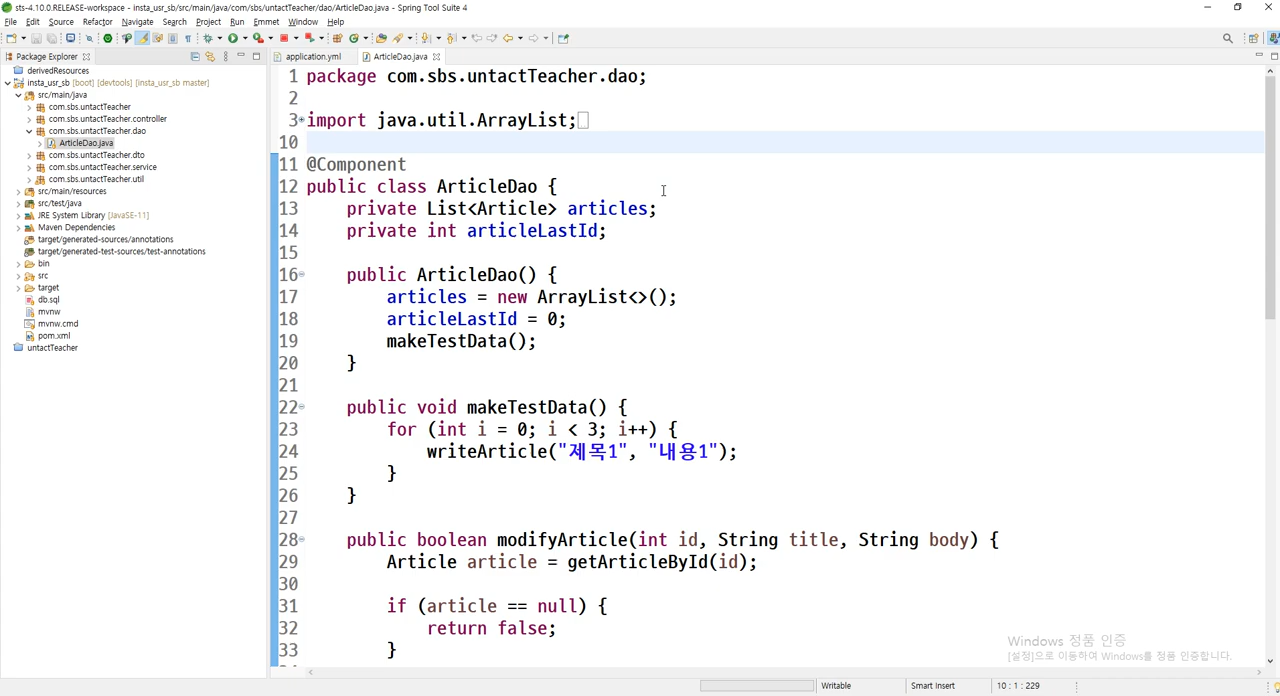 sts-4.10.0.RELEASE-workspace - insta_usr_sb/src/main/java/com/sbs/untactTeacher/dao/ArticleDao.java - Spring Tool Suite 4
File Edit Source Refactor Navigate Search Project Run Emmet Window Help
Package Explorer
application.yml ArticleDao.java
derivedResources
insta_usr_sb [boot] [devtools] [insta_usr_sb master]
src/main/java
com.sbs.untactTeacher
com.sbs.untactTeacher.controller
com.sbs.untactTeacher.dao
ArticleDao.java
com.sbs.untactTeacher.dto
com.sbs.untactTeacher.service
com.sbs.untactTeacher.util
src/main/resources
src/test/java
JRE System Library [JavaSE-11]
Maven Dependencies
target/generated-sources/annotations
target/generated-test-sources/test-annotations
bin
src
target
db.sql
mvnw
mvnw.cmd
pom.xml
untactTeacher
1 package com.sbs.untactTeacher.dao;
2
3 import java.util.ArrayList;
10
11 @Component
12 public class ArticleDao {
13 private List<Article> articles;
14 private int articleLastId;
15
16 public ArticleDao() {
17 articles = new ArrayList<>();
18 articleLastId = 0;
19 makeTestData();
20 }
21
22 public void makeTestData() {
23 for (int i = 0; i < 3; i++) {
24 writeArticle("제목1", "내용1");
25 }
26 }
27
28 public boolean modifyArticle(int id, String title, String body) {
29 Article article = getArticleById(id);
30
31 if (article == null) {
32 return false;
33 }
Windows 정품 인증
[설정]으로 이동하여 Windows를 정품 인증합니다.
Writable Smart Insert 10 : 1 : 229